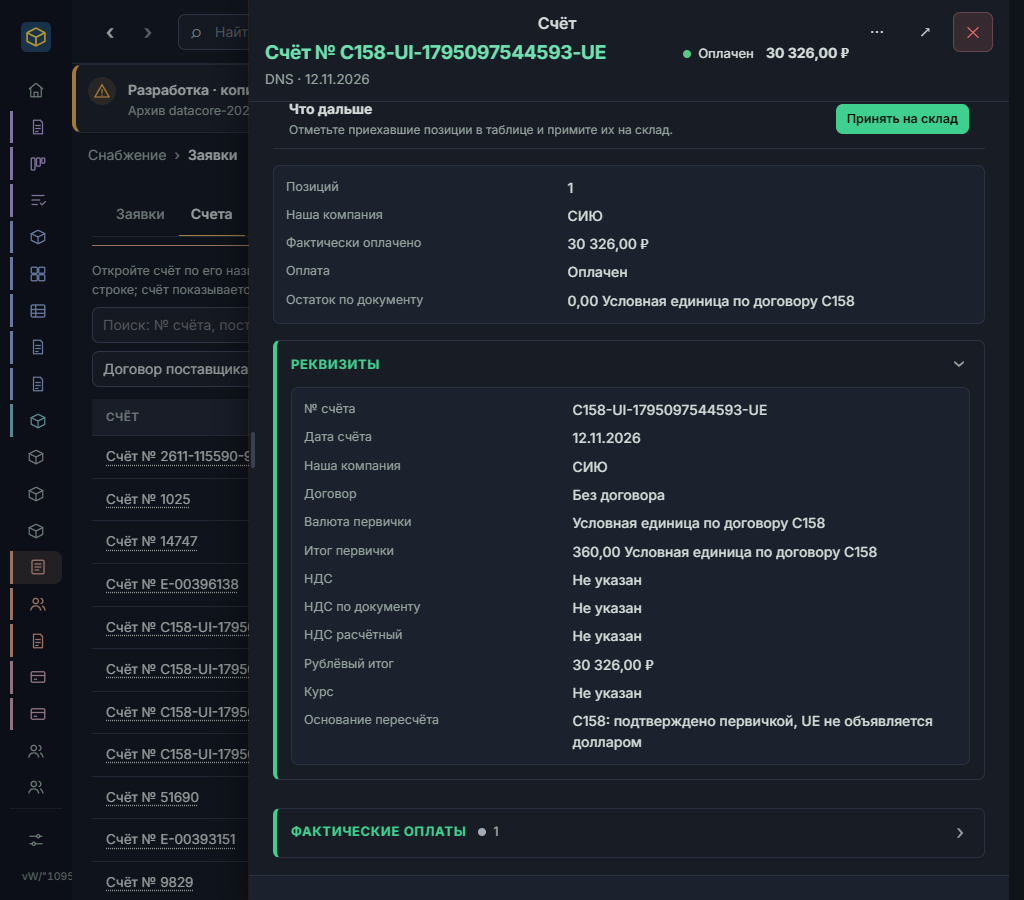 Счёт
Найт
Счёт № C158-UI-1795097544593-UE
Оплачен 30 326,00 ₽
DNS · 12.11.2026
Разработка · копи
Архив datacore-202
Что дальше
Отметьте приехавшие позиции в таблице и примите их на склад.
Принять на склад
Снабжение › Заявки
Заявки Счета
Откройте счёт по его назв
строке; счёт показываетс
Поиск: № счёта, пост
Договор поставщика
СЧЁТ
Счёт № 2611-115590-9
Счёт № 1025
Счёт № 14747
Счёт № E-00396138
Счёт № C158-UI-1795
Счёт № C158-UI-1795
Счёт № C158-UI-1795
Счёт № C158-UI-1795
Счёт № 51690
Счёт № E-00393151
Счёт № 9829
Позиций 1
Наша компания СИЮ
Фактически оплачено 30 326,00 ₽
Оплата Оплачен
Остаток по документу 0,00 Условная единица по договору C158
РЕКВИЗИТЫ
№ счёта C158-UI-1795097544593-UE
Дата счёта 12.11.2026
Наша компания СИЮ
Договор Без договора
Валюта первички Условная единица по договору C158
Итог первички 360,00 Условная единица по договору C158
НДС Не указан
НДС по документу Не указан
НДС расчётный Не указан
Рублёвый итог 30 326,00 ₽
Курс Не указан
Основание пересчёта C158: подтверждено первичкой, UE не объявляется
долларом
ФАКТИЧЕСКИЕ ОПЛАТЫ 1
vW/"1095